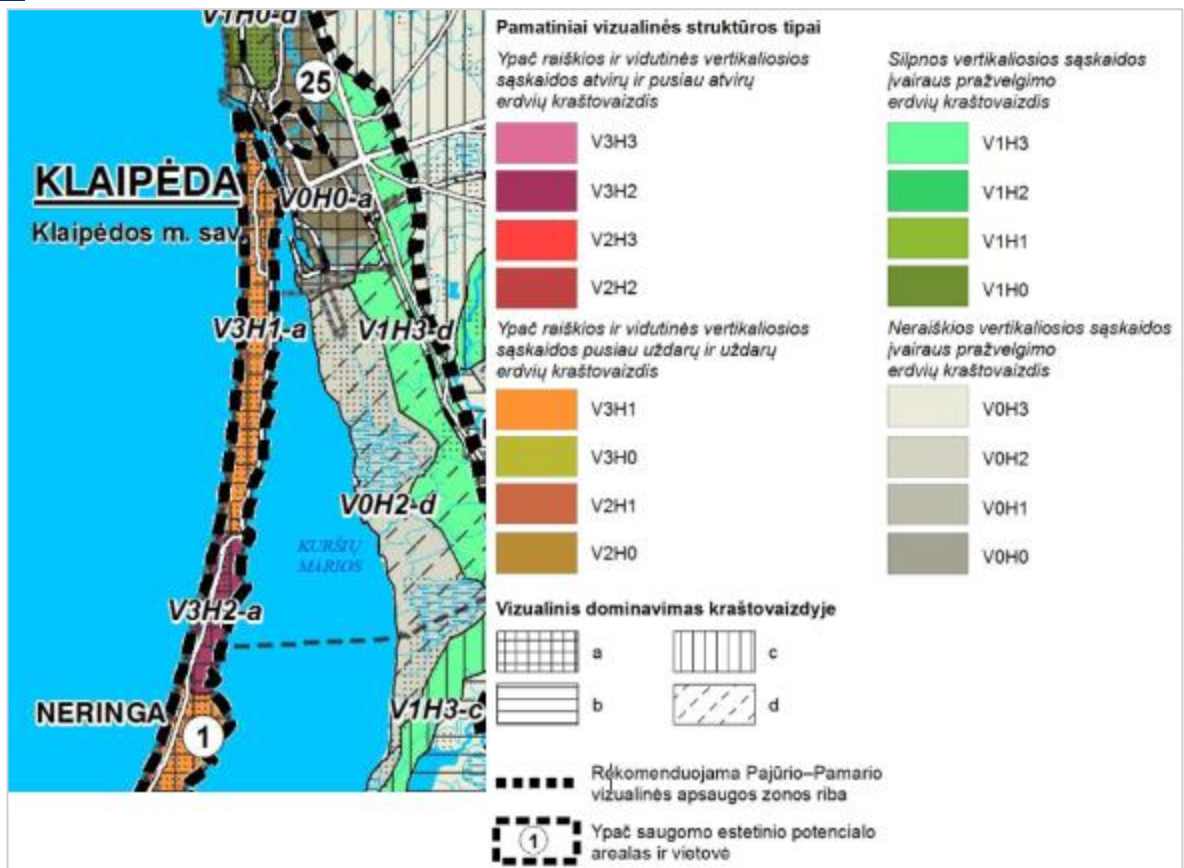 V1H0-d
25
KLAIPĖDA
Klaipėdos m. sav.
V0H0-a
V3H1-a
V1H3-d
V0H2-d
KURŠIŲ
MARIOS
V3H2-a
NERINGA
1
V1H3-c
Pamatiniai vizualinės struktūros tipai
Ypač raiškios ir vidutinės vertikaliosios
sąskaidos atvirų ir pusiau atvirų
erdvių kraštovaizdis
V3H3
V3H2
V2H3
V2H2
Ypač raiškios ir vidutinės vertikaliosios
sąskaidos pusiau uždarų ir uždarų
erdvių kraštovaizdis
V3H1
V3H0
V2H1
V2H0
Silpnos vertikaliosios sąskaidos
įvairaus pražvelgimo
erdvių kraštovaizdis
V1H3
V1H2
V1H1
V1H0
Neraiškios vertikaliosios sąskaidos
įvairaus pražvelgimo
erdvių kraštovaizdis
V0H3
V0H2
V0H1
V0H0
Vizualinis dominavimas kraštovaizdyje
a
b
c
d
Rekomenduojama Pajūrio–Pamario
vizualinės apsaugos zonos riba
1
Ypač saugomo estetinio potencialo
arealas ir vietovė